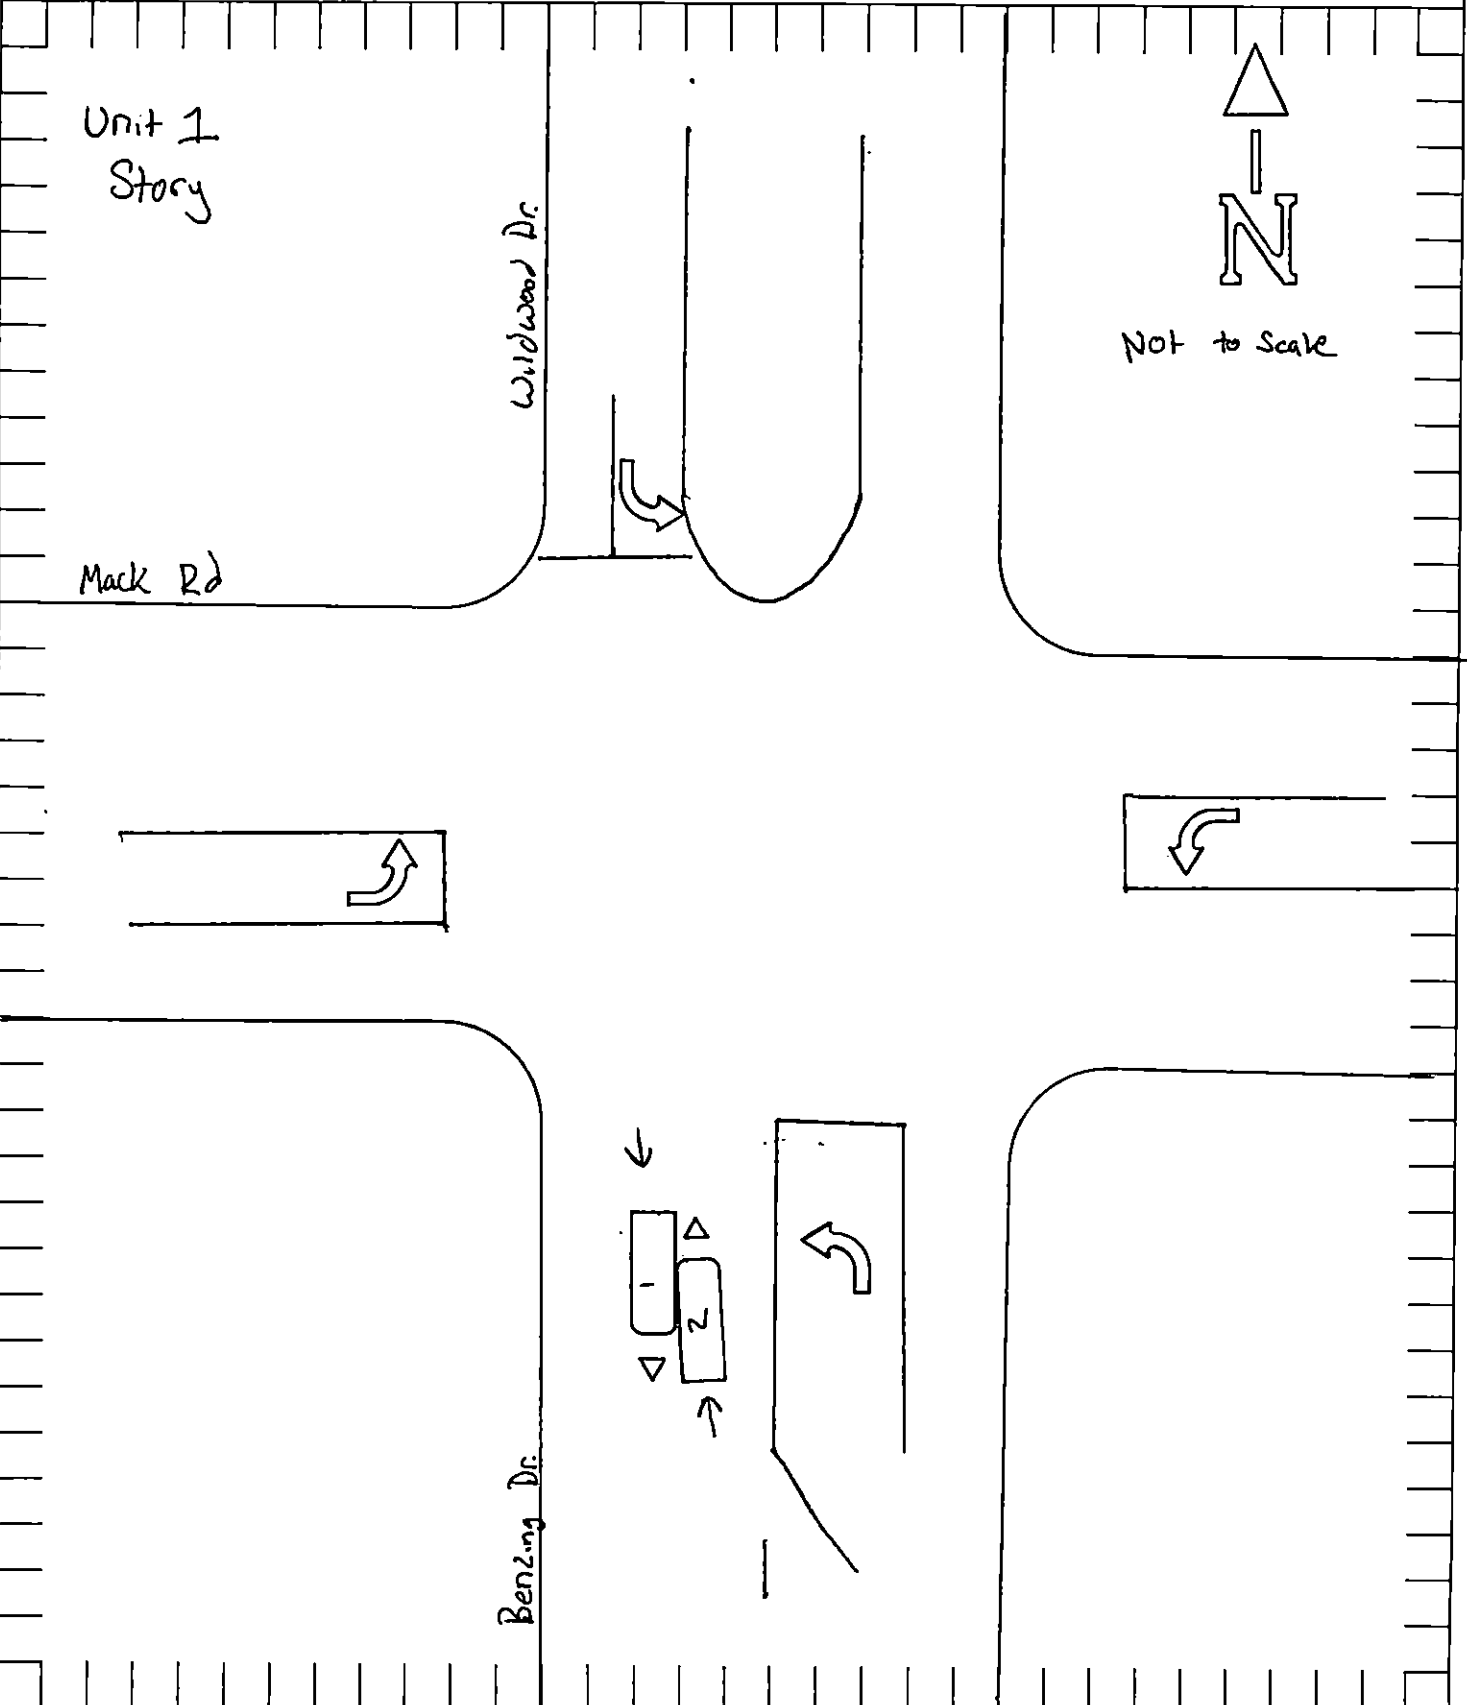 Unit 1
Story
Wildwood Dr.
N
Not to Scale
Mack Rd
1
2
Benzing Dr.